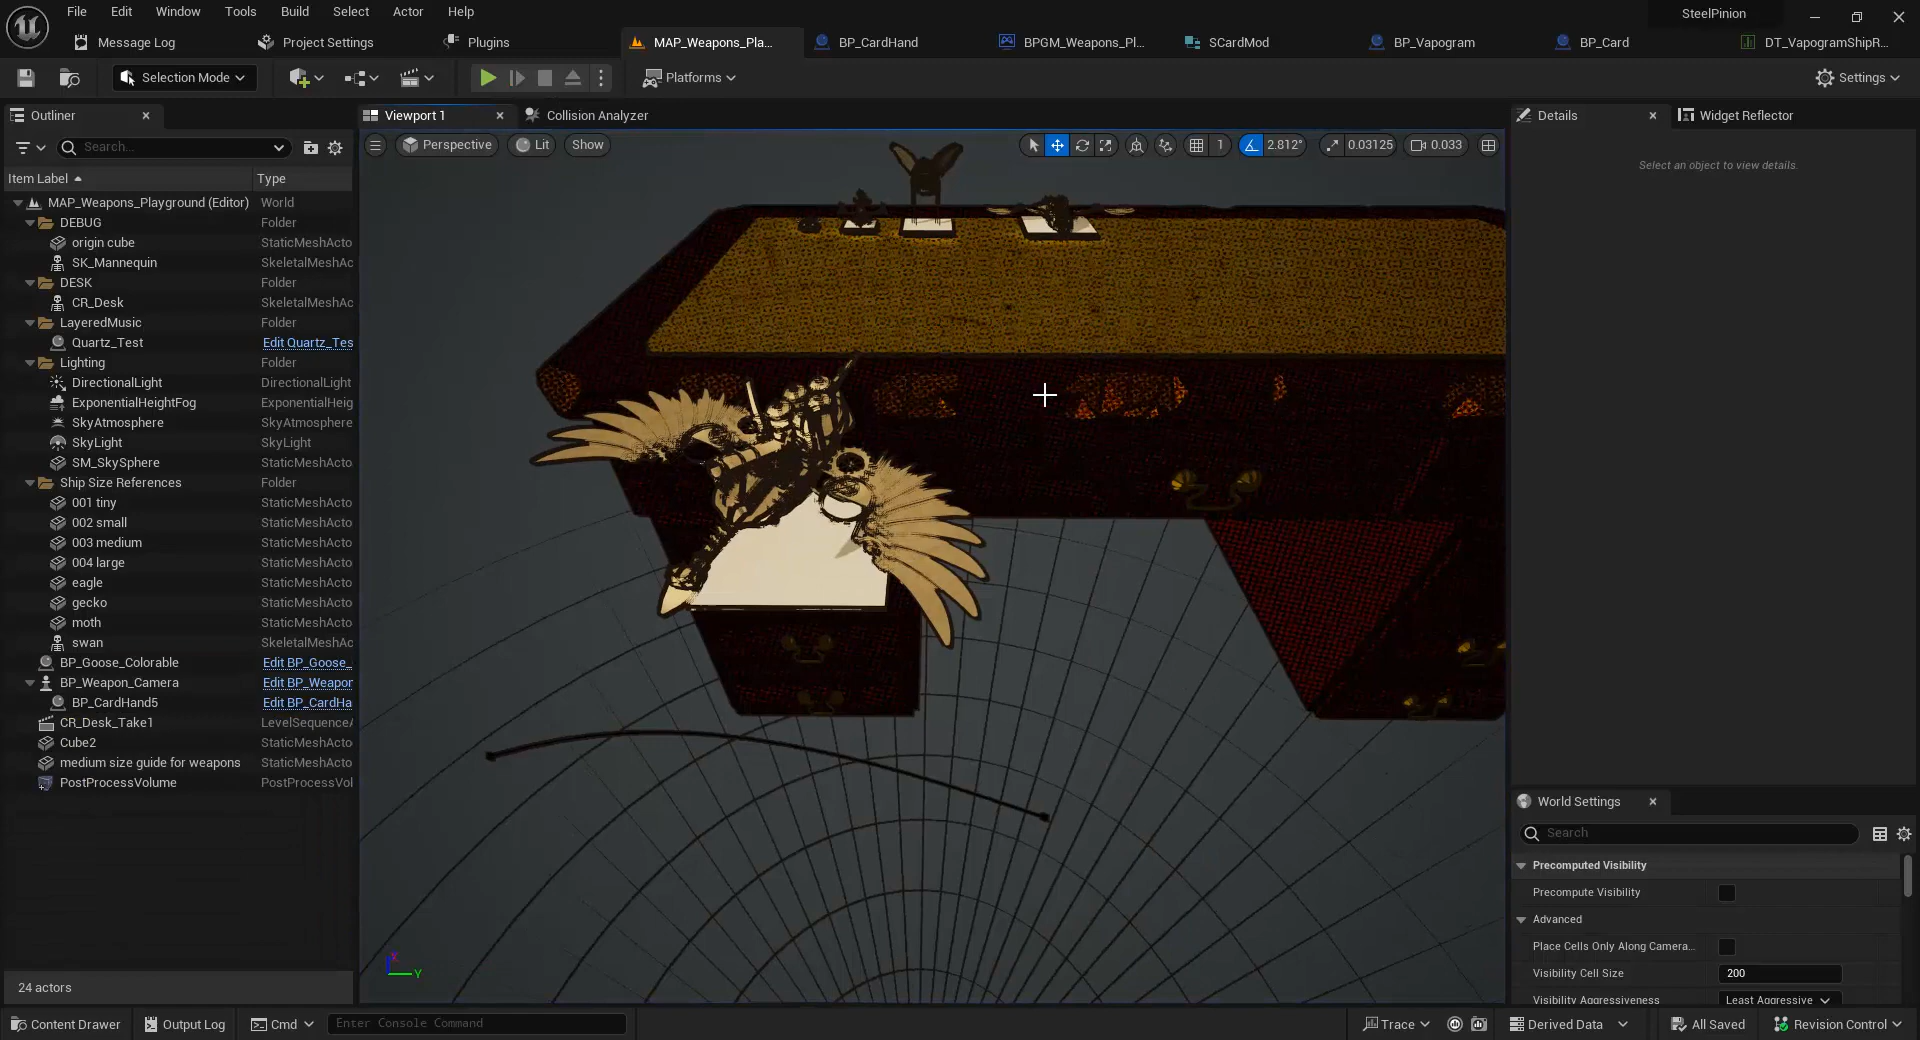 File Edit Window Tools Build Select Actor Help
SteelPinion
Message Log Project Settings Plugins
MAP_Weapons_Pla... BP_CardHand BPGM_Weapons_Pl... SCardMod BP_Vapogram BP_Card DT_VapogramShipR...
Selection Mode Platforms Settings
Outliner
Viewport 1 Collision Analyzer
Details Widget Reflector
Search...
Perspective Lit Show 1 2.812° 0.03125 0.033
Select an object to view details.
Item Label Type
MAP_Weapons_Playground (Editor) World
DEBUG Folder
origin cube StaticMeshActo
SK_Mannequin SkeletalMeshAc
DESK Folder
CR_Desk SkeletalMeshAc
LayeredMusic Folder
Quartz_Test Edit Quartz_Tes
Lighting Folder
DirectionalLight DirectionalLight
ExponentialHeightFog ExponentialHeig
SkyAtmosphere SkyAtmosphere
SkyLight SkyLight
SM_SkySphere StaticMeshActo
Ship Size References Folder
001 tiny StaticMeshActo
002 small StaticMeshActo
003 medium StaticMeshActo
004 large StaticMeshActo
eagle StaticMeshActo
gecko StaticMeshActo
moth StaticMeshActo
swan SkeletalMeshAc
BP_Goose_Colorable Edit BP_Goose_
BP_Weapon_Camera Edit BP_Weapon
BP_CardHand5 Edit BP_CardHa
CR_Desk_Take1 LevelSequenceA
Cube2 StaticMeshActo
medium size guide for weapons StaticMeshActo
PostProcessVolume PostProcessVol
24 actors
X
Y
World Settings
Search
Precomputed Visibility
Precompute Visibility
Advanced
Place Cells Only Along Camera...
Visibility Cell Size 200
Visibility Aggressiveness Least Aggressive
Content Drawer Output Log Cmd Enter Console Command
Trace Derived Data All Saved Revision Control